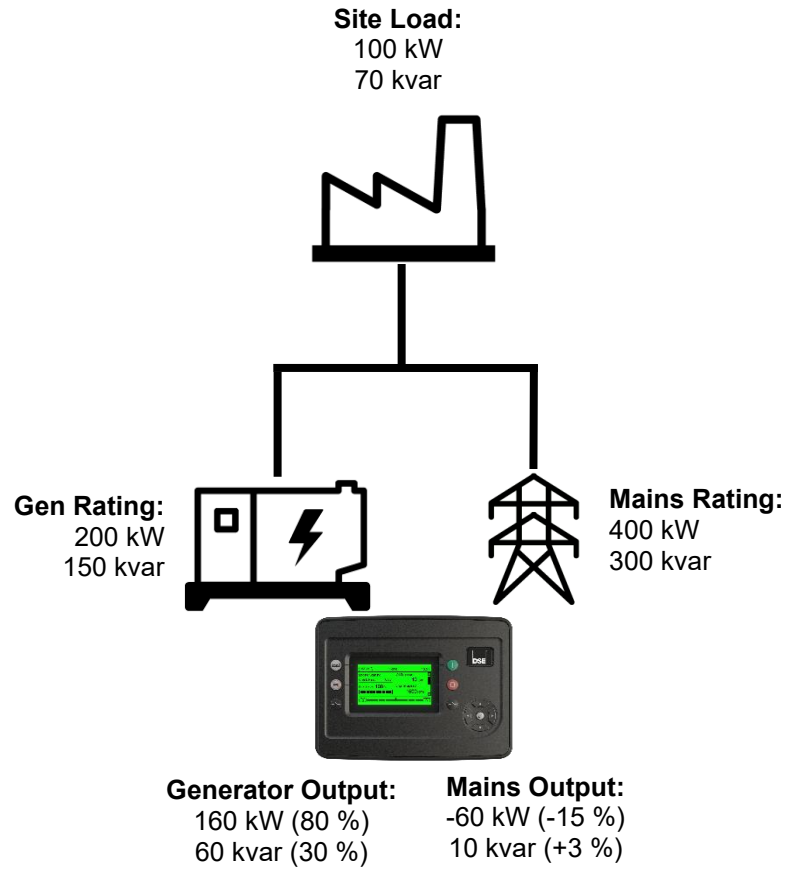 Site Load:
100 kW
70 kvar
Gen Rating:
200 kW
150 kvar
Mains Rating:
400 kW
300 kvar
DSE
Generator Output:
160 kW (80 %)
60 kvar (30 %)
Mains Output:
-60 kW (-15 %)
10 kvar (+3 %)